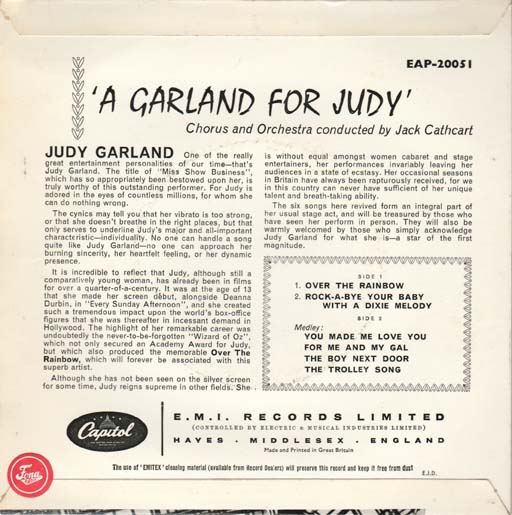 EAP-20051
'A GARLAND FOR JUDY'
Chorus and Orchestra conducted by Jack Cathcart
JUDY GARLAND One of the really
great entertainment personalities of our time—that's
Judy Garland. The title of "Miss Show Business",
which has so appropriately been bestowed upon her, is
truly worthy of this outstanding performer. For Judy is
adored in the eyes of countless millions, for whom she
can do nothing wrong.
The cynics may tell you that her vibrato is too strong,
or that she doesn't breathe in the right places, but that
only serves to underline Judy's major and all-important
characteristic—individuality. No one can handle a song
quite like Judy Garland—no one can approach her
burning sincerity, her heartfelt feeling, or her dynamic
presence.
It is incredible to reflect that Judy, although still a
comparatively young woman, has already been in films
for over a quarter-of-a-century. It was at the age of 13
that she made her screen début, alongside Deanna
Durbin, in "Every Sunday Afternoon", and she created
such a tremendous impact upon the world's box-office
figures that she was thereafter in incessant demand in
Hollywood. The highlight of her remarkable career was
undoubtedly the never-to-be-forgotten "Wizard of Oz",
which not only secured an Academy Award for Judy,
but which also produced the memorable Over The
Rainbow, which will forever be associated with this
superb artist.
Although she has not been seen on the silver screen
for some time, Judy reigns supreme in other fields. She
is without equal amongst women cabaret and stage
entertainers, her performances invariably leaving her
audiences in a state of ecstasy. Her occasional seasons
in Britain have always been rapturously received, for we
in this country can never have sufficient of her unique
talent and breath-taking ability.
The six songs here revived form an integral part of
her usual stage act, and will be treasured by those who
have seen her perform in person. They will also be
warmly welcomed by those who simply acknowledge
Judy Garland for what she is—a star of the first
magnitude.
SIDE 1
1. OVER THE RAINBOW
2. ROCK-A-BYE YOUR BABY
WITH A DIXIE MELODY
SIDE 2
Medley:
YOU MADE ME LOVE YOU
FOR ME AND MY GAL
THE BOY NEXT DOOR
THE TROLLEY SONG
Capitol
E.M.I. RECORDS LIMITED
(CONTROLLED BY ELECTRIC & MUSICAL INDUSTRIES LIMITED)
HAYES . MIDDLESEX . ENGLAND
Made and Printed in Great Britain
Fona
The use of 'EMITEX' cleaning material (available from Record Dealers) will preserve this record and keep it free from dust
E.J.D.